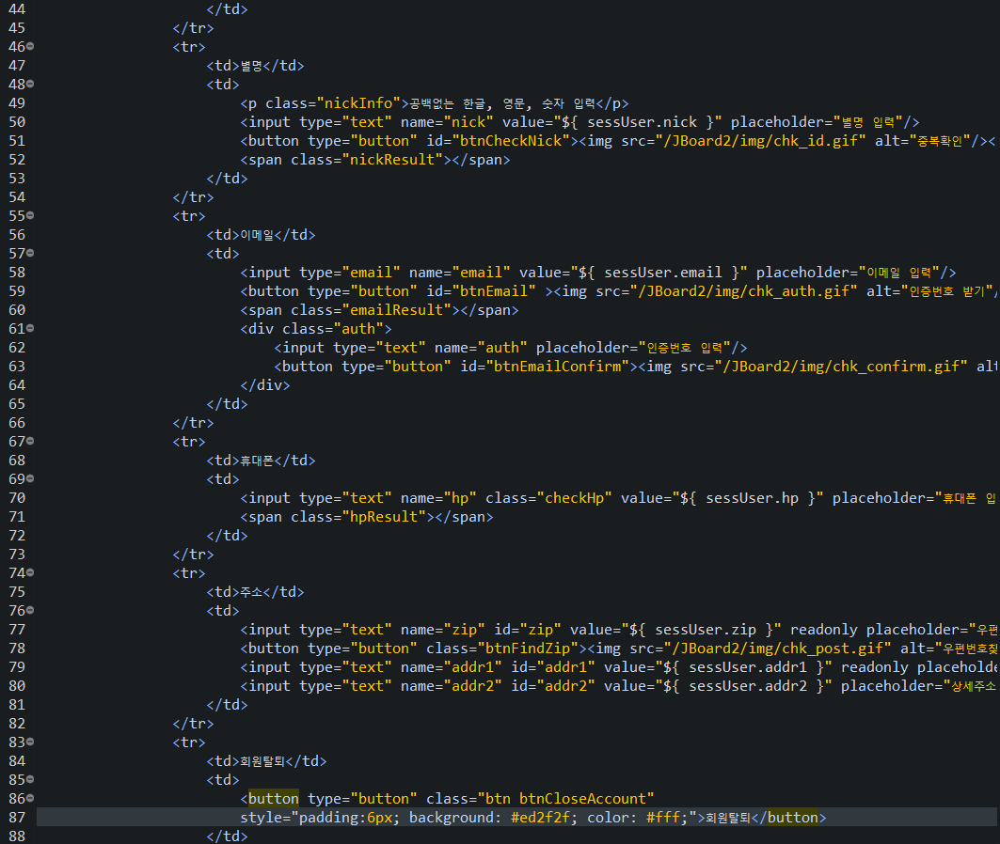 44 </td>
45 </tr>
46 <tr>
47 <td>별명</td>
48 <td>
49 <p class="nickInfo">공백없는 한글, 영문, 숫자 입력</p>
50 <input type="text" name="nick" value="${ sessUser.nick }" placeholder="별명 입력"/>
51 <button type="button" id="btnCheckNick"><img src="/JBoard2/img/chk_id.gif" alt="중복확인"/><
52 <span class="nickResult"></span>
53 </td>
54 </tr>
55 <tr>
56 <td>이메일</td>
57 <td>
58 <input type="email" name="email" value="${ sessUser.email }" placeholder="이메일 입력"/>
59 <button type="button" id="btnEmail" ><img src="/JBoard2/img/chk_auth.gif" alt="인증번호 받기"/
60 <span class="emailResult"></span>
61 <div class="auth">
62 <input type="text" name="auth" placeholder="인증번호 입력"/>
63 <button type="button" id="btnEmailConfirm"><img src="/JBoard2/img/chk_confirm.gif" alt
64 </div>
65 </td>
66 </tr>
67 <tr>
68 <td>휴대폰</td>
69 <td>
70 <input type="text" name="hp" class="checkHp" value="${ sessUser.hp }" placeholder="휴대폰 입
71 <span class="hpResult"></span>
72 </td>
73 </tr>
74 <tr>
75 <td>주소</td>
76 <td>
77 <input type="text" name="zip" id="zip" value="${ sessUser.zip }" readonly placeholder="우편
78 <button type="button" class="btnFindZip"><img src="/JBoard2/img/chk_post.gif" alt="우편번호찾
79 <input type="text" name="addr1" id="addr1" value="${ sessUser.addr1 }" readonly placeholde
80 <input type="text" name="addr2" id="addr2" value="${ sessUser.addr2 }" placeholder="상세주소
81 </td>
82 </tr>
83 <tr>
84 <td>회원탈퇴</td>
85 <td>
86 <button type="button" class="btn btnCloseAccount"
87 style="padding:6px; background: #ed2f2f; color: #fff;">회원탈퇴</button>
88 </td>